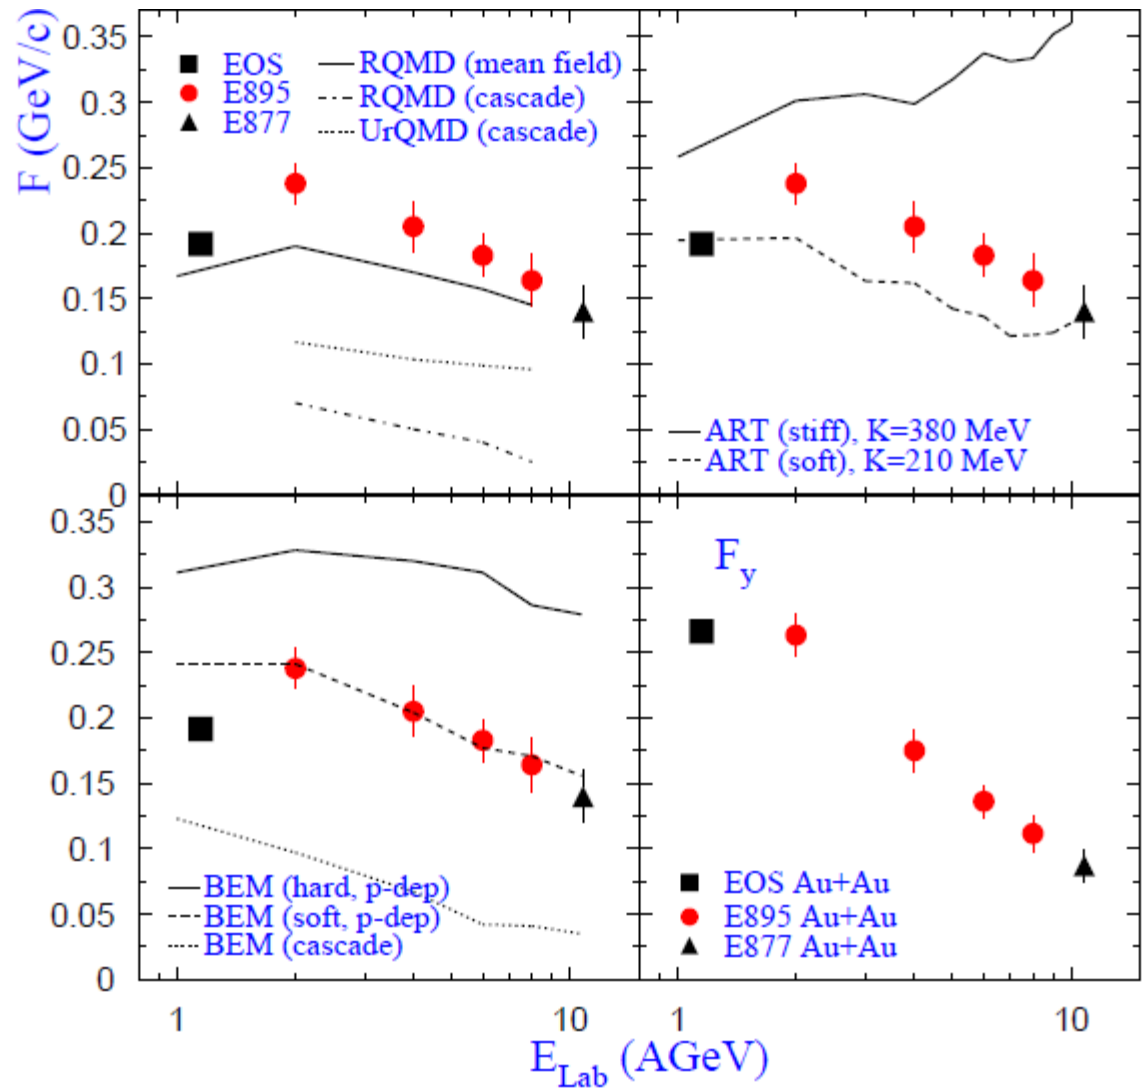 F (GeV/c)
0.35
0.3
0.25
0.2
0.15
0.1
0.05
0
EOS
E895
E877
RQMD (mean field)
RQMD (cascade)
UrQMD (cascade)
ART (stiff), K=380 MeV
ART (soft), K=210 MeV
0.35
0.3
0.25
0.2
0.15
0.1
0.05
0
BEM (hard, p-dep)
BEM (soft, p-dep)
BEM (cascade)
F_y
EOS Au+Au
E895 Au+Au
E877 Au+Au
1 10 1 10
E_Lab (AGeV)